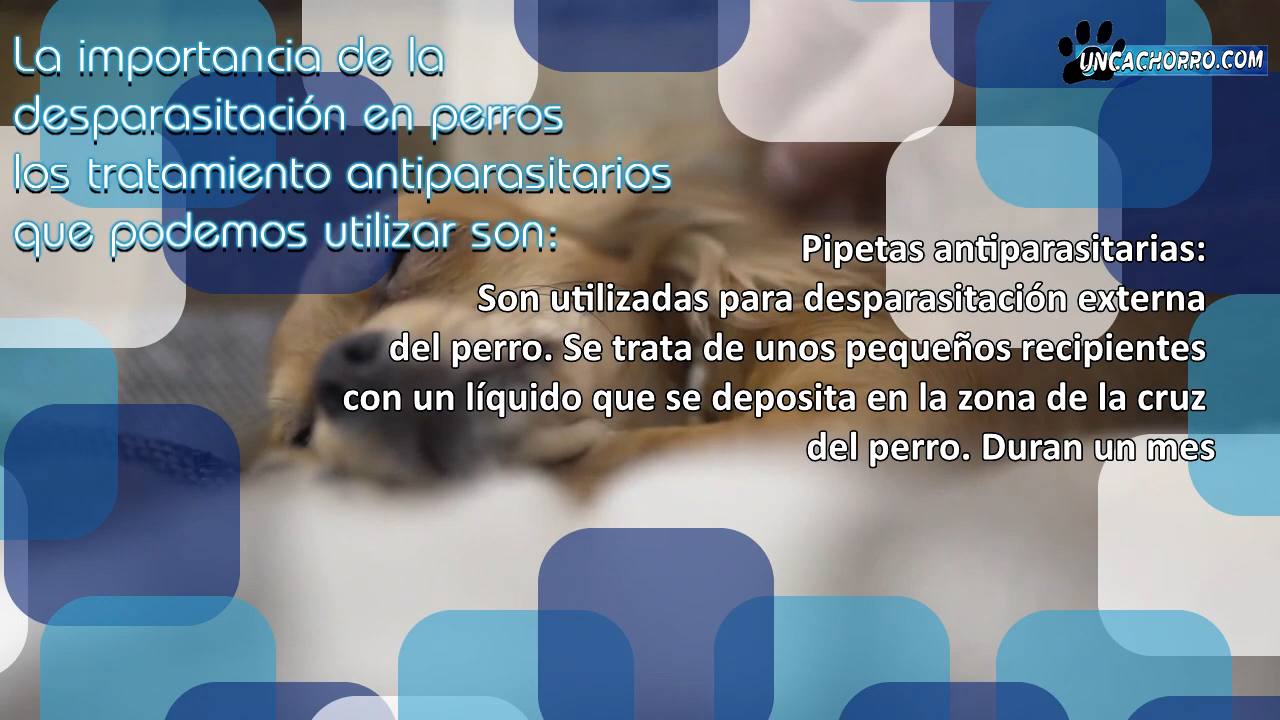 La importancia de la
desparasitación en perros
los tratamiento antiparasitarios
que podemos utilizar son:
UNCACHORRO.COM
Pipetas antiparasitarias:
Son utilizadas para desparasitación externa
del perro. Se trata de unos pequeños recipientes
con un líquido que se deposita en la zona de la cruz
del perro. Duran un mes